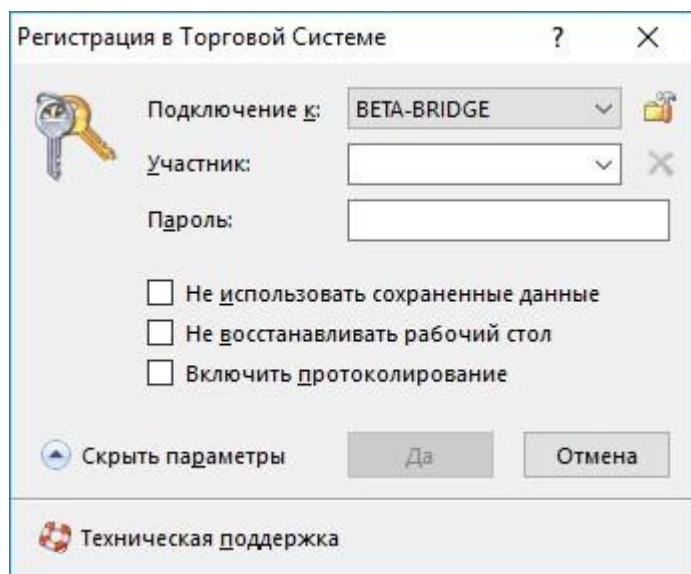 Регистрация в Торговой Системе ?
Подключение к: BETA-BRIDGE
Участник:
Пароль:
Не использовать сохраненные данные
Не восстанавливать рабочий стол
Включить протоколирование
Скрыть параметры Да Отмена
Техническая поддержка